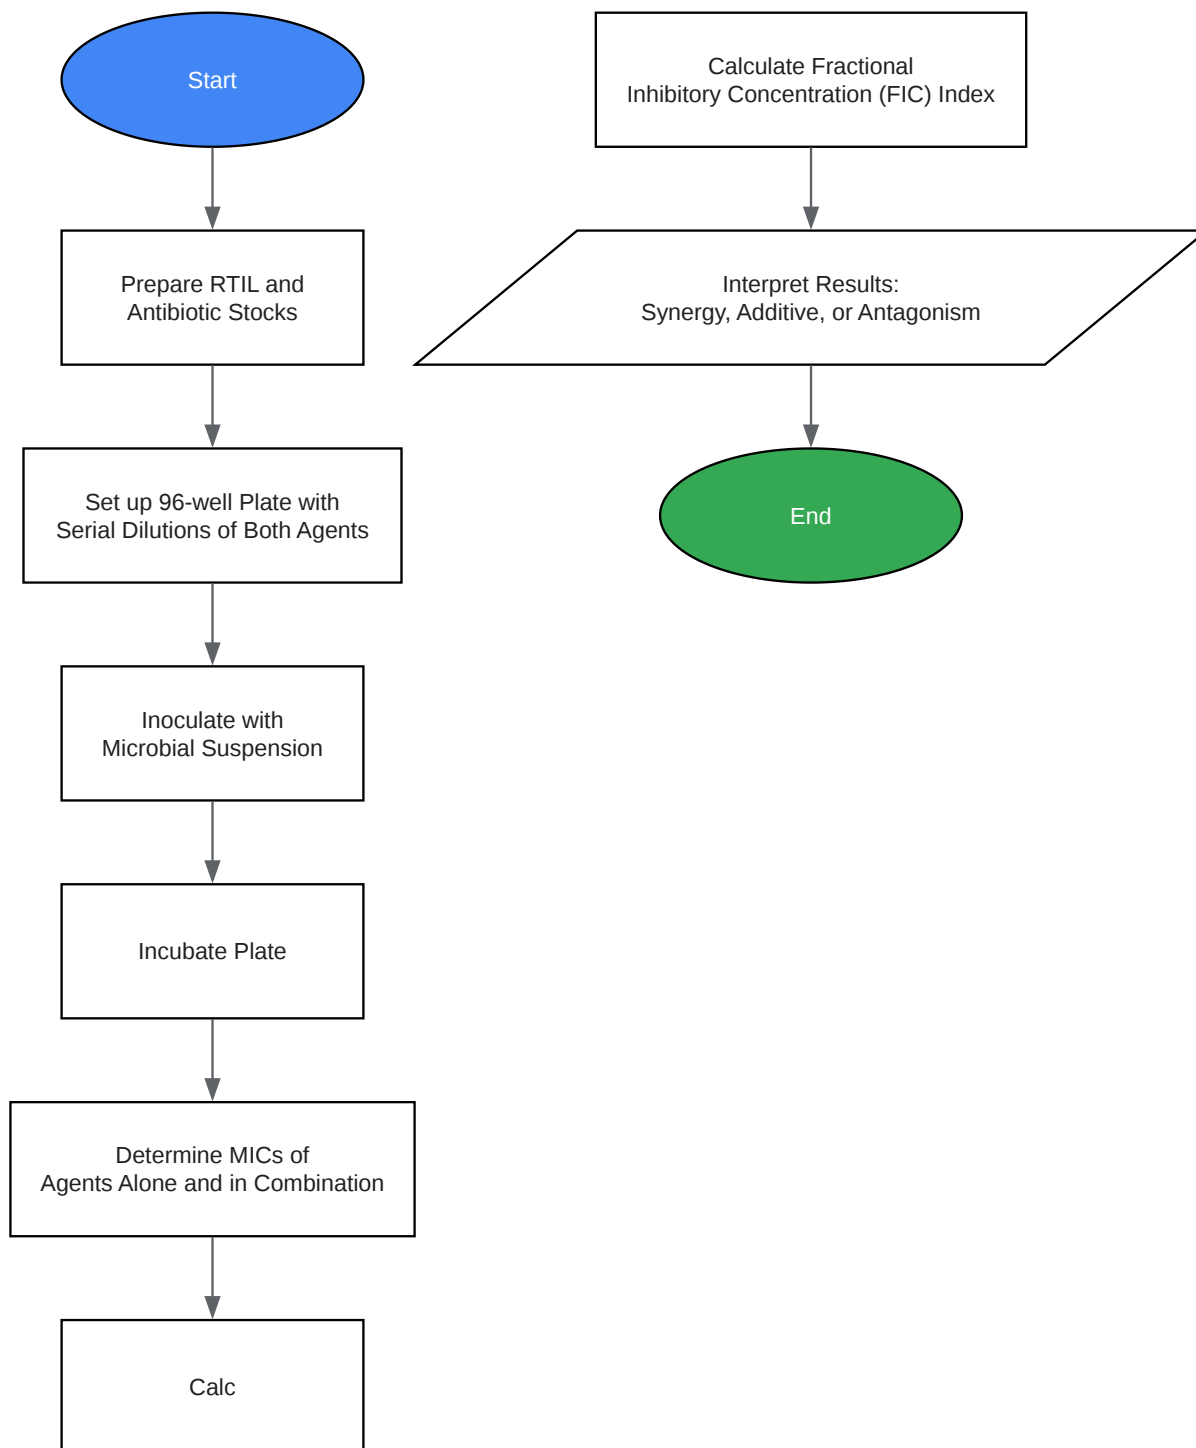 Start
Prepare RTIL and
Antibiotic Stocks
Set up 96-well Plate with
Serial Dilutions of Both Agents
Inoculate with
Microbial Suspension
Incubate Plate
Determine MICs of
Agents Alone and in Combination
Calc
Calculate Fractional
Inhibitory Concentration (FIC) Index
Interpret Results:
Synergy, Additive, or Antagonism
End